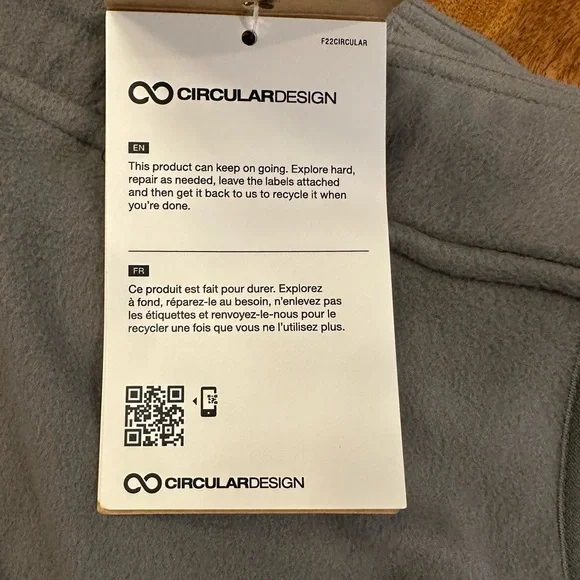 F22CIRCULAR
CIRCULARDESIGN
EN
This product can keep on going. Explore hard,
repair as needed, leave the labels attached
and then get it back to us to recycle it when
you're done.
FR
Ce produit est fait pour durer. Explorez
à fond, réparez-le au besoin, n'enlevez pas
les étiquettes et renvoyez-le-nous pour le
recycler une fois que vous ne l'utilisez plus.
CIRCULARDESIGN